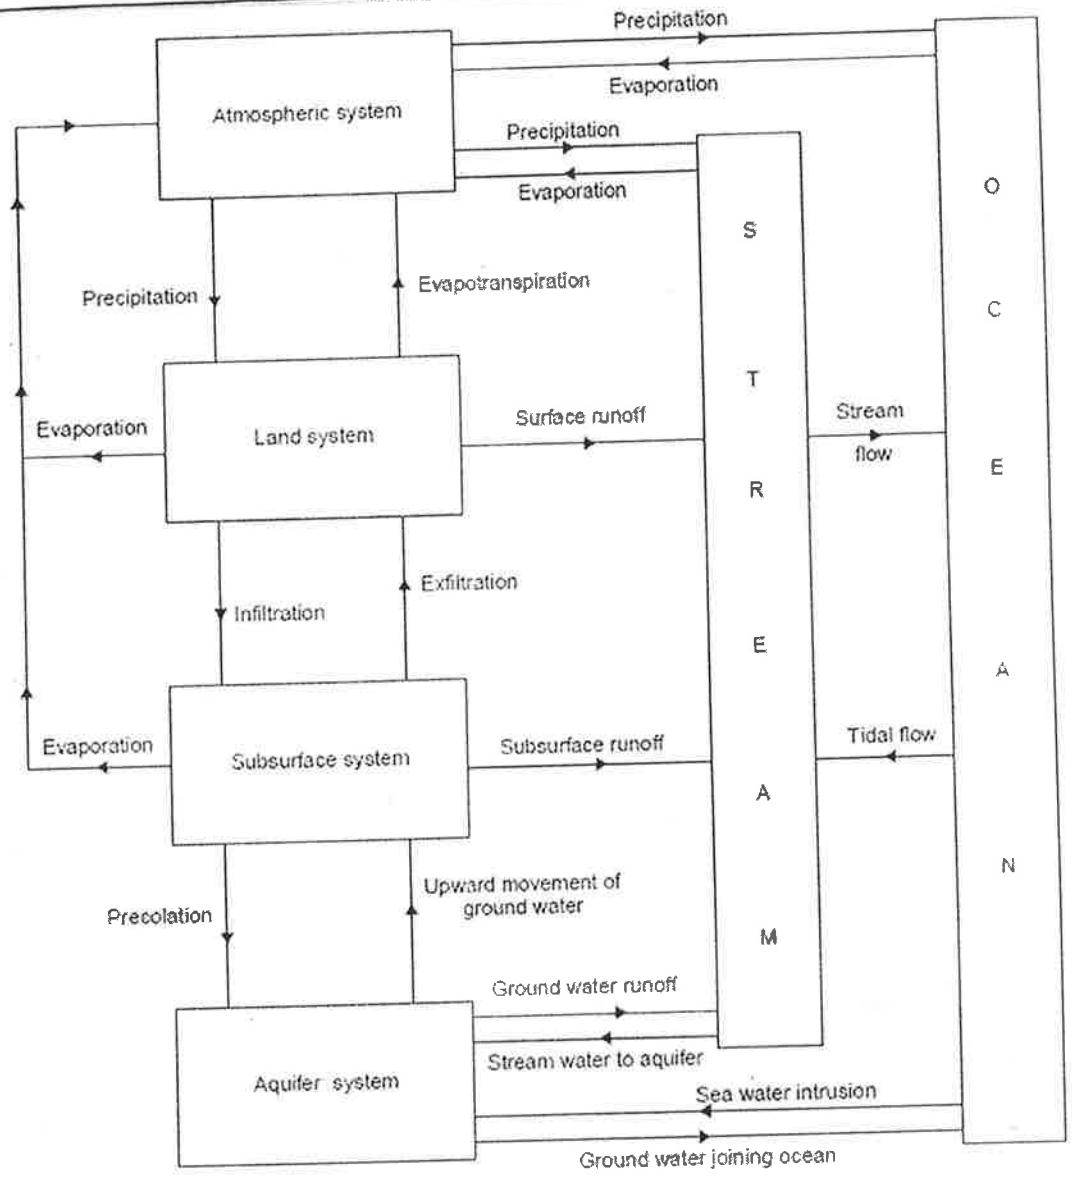 Precipitation
Evaporation
Atmospheric system
Precipitation
Evaporation
Precipitation
Evapotranspiration
Evaporation
Land system
Surface runoff
Stream
flow
Infiltration
Exfiltration
Evaporation
Subsurface system
Subsurface runoff
Tidal flow
Precolation
Upward movement of
ground water
Ground water runoff
Stream water to aquifer
Aquifer system
Sea water intrusion
Ground water joining ocean
S
T
R
E
A
M
O
C
E
A
N